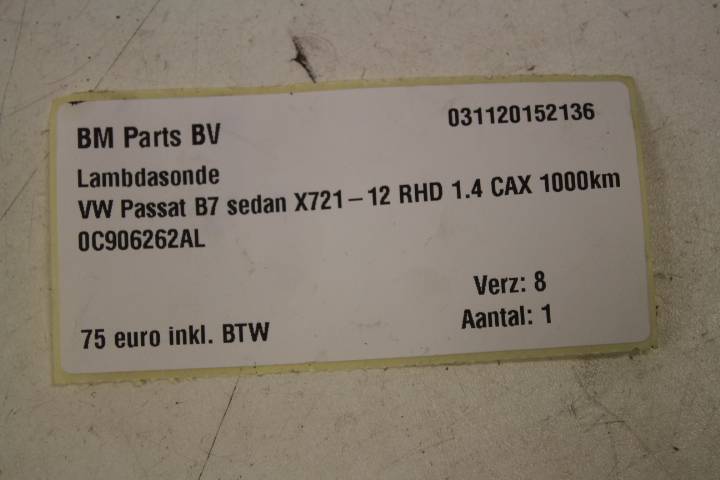 BM Parts BV 031120152136
Lambdasonde
VW Passat B7 sedan X721-12 RHD 1.4 CAX 1000km
0C906262AL
Verz: 8
75 euro inkl. BTW Aantal: 1